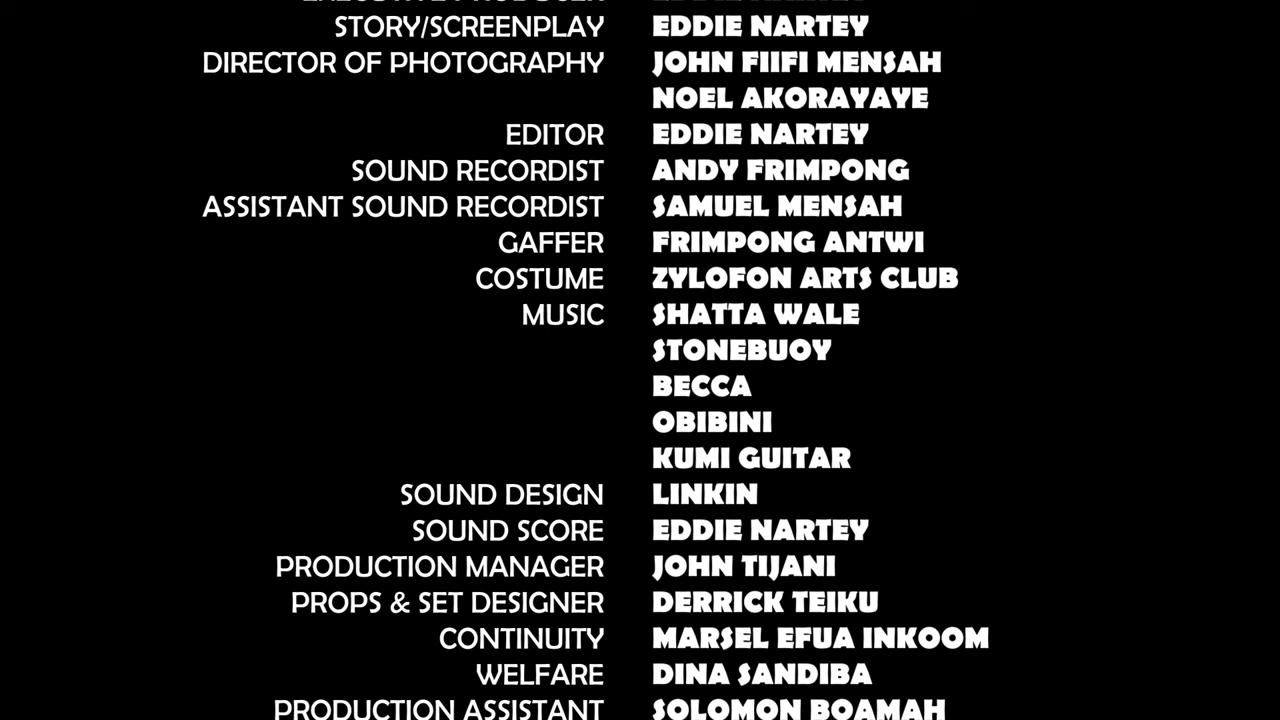 STORY/SCREENPLAY EDDIE NARTEY
DIRECTOR OF PHOTOGRAPHY JOHN FIIFI MENSAH
NOEL AKORAYAYE
EDITOR EDDIE NARTEY
SOUND RECORDIST ANDY FRIMPONG
ASSISTANT SOUND RECORDIST SAMUEL MENSAH
GAFFER FRIMPONG ANTWI
COSTUME ZYLOFON ARTS CLUB
MUSIC SHATTA WALE
STONEBUOY
BECCA
OBIBINI
KUMI GUITAR
SOUND DESIGN LINKIN
SOUND SCORE EDDIE NARTEY
PRODUCTION MANAGER JOHN TIJANI
PROPS & SET DESIGNER DERRICK TEIKU
CONTINUITY MARSEL EFUA INKOOM
WELFARE DINA SANDIBA
PRODUCTION ASSISTANT SOLOMON BOAMAH